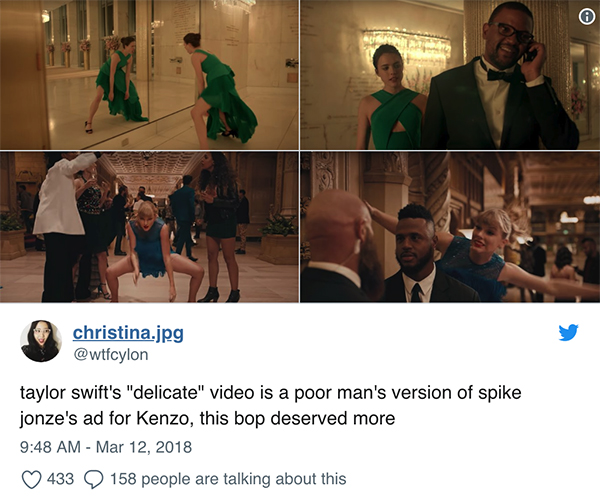 christina.jpg
@wtfcylon
taylor swift's "delicate" video is a poor man's version of spike
jonze's ad for Kenzo, this bop deserved more
9:48 AM - Mar 12, 2018
433 158 people are talking about this